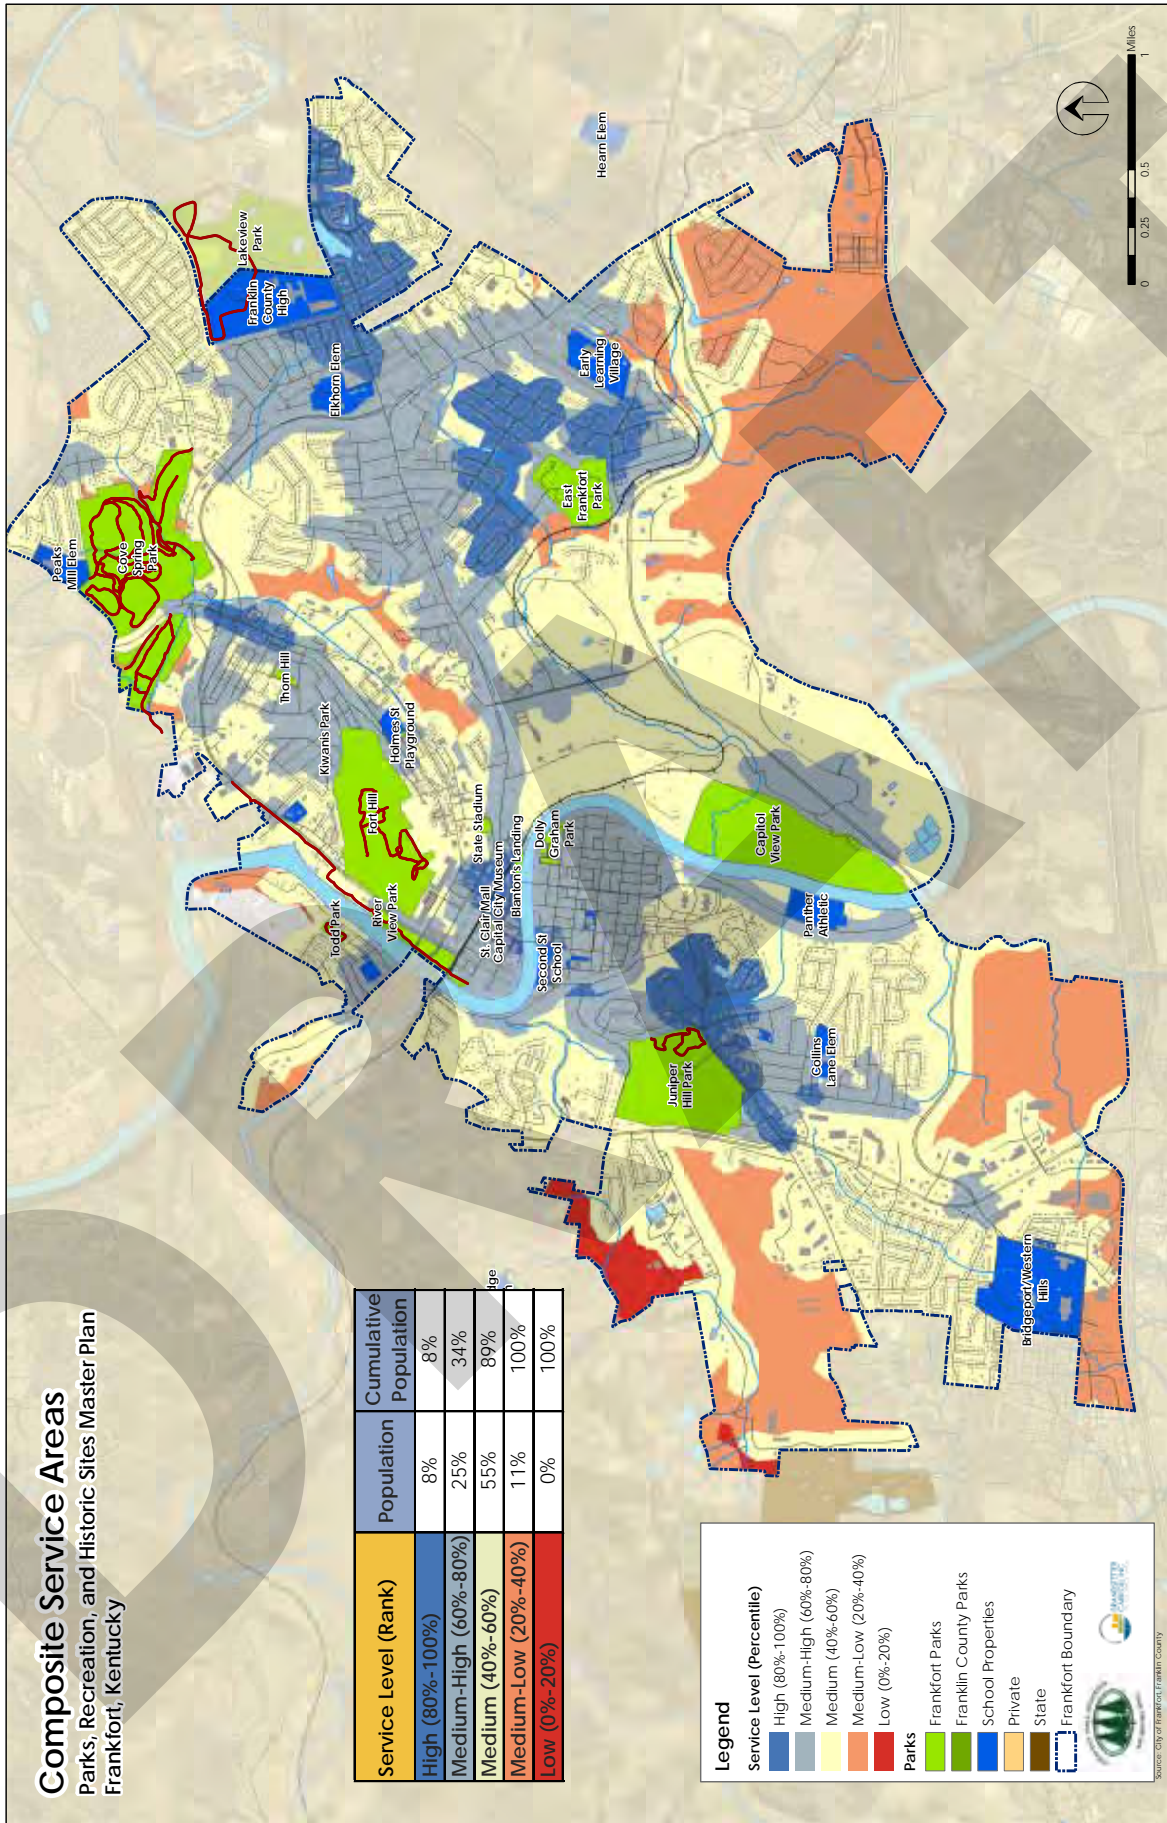 Composite Service Areas
Parks, Recreation, and Historic Sites Master Plan
Frankfort, Kentucky
Service Level (Rank) Population Cumulative Population
High (80%-100%) 8% 8%
Medium-High (60%-80%) 25% 34%
Medium (40%-60%) 55% 89%
Medium-Low (20%-40%) 11% 100%
Low (0%-20%) 0% 100%
Legend
Service Level (Percentile)
High (80%-100%)
Medium-High (60%-80%)
Medium (40%-60%)
Medium-Low (20%-40%)
Low (0%-20%)
Parks
Frankfort Parks
Franklin County Parks
School Properties
Private
State
Frankfort Boundary
Source: City of Frankfort, Franklin County
Peaks
Mill Elem
Cove
Spring
Park
Lakeview
Park
Franklin
County
High
Elkhorn Elem
Thorn Hill
Kiwanis Park
Holmes St
Playground
Fort Hill
Todd Park
River
View Park
State Stadium
St. Clair Mall
Capital City Museum
Blanton's Landing
Dolly
Graham
Park
Second St
School
East
Frankfort
Park
Early
Learning
Village
Hearn Elem
Capitol
View Park
Panther
Athletic
Juniper
Hill Park
Collins
Lane Elem
Bridgeport/Western
Hills
0 0.25 0.5 1
Miles
DRAFT